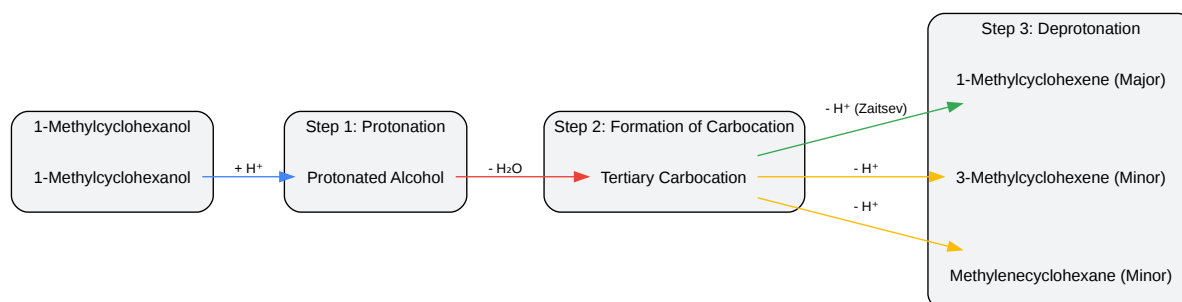 1-Methylcyclohexanol
1-Methylcyclohexanol
+ H⁺
Step 1: Protonation
Protonated Alcohol
- H₂O
Step 2: Formation of Carbocation
Tertiary Carbocation
- H⁺ (Zaitsev)
- H⁺
- H⁺
Step 3: Deprotonation
1-Methylcyclohexene (Major)
3-Methylcyclohexene (Minor)
Methylenecyclohexane (Minor)